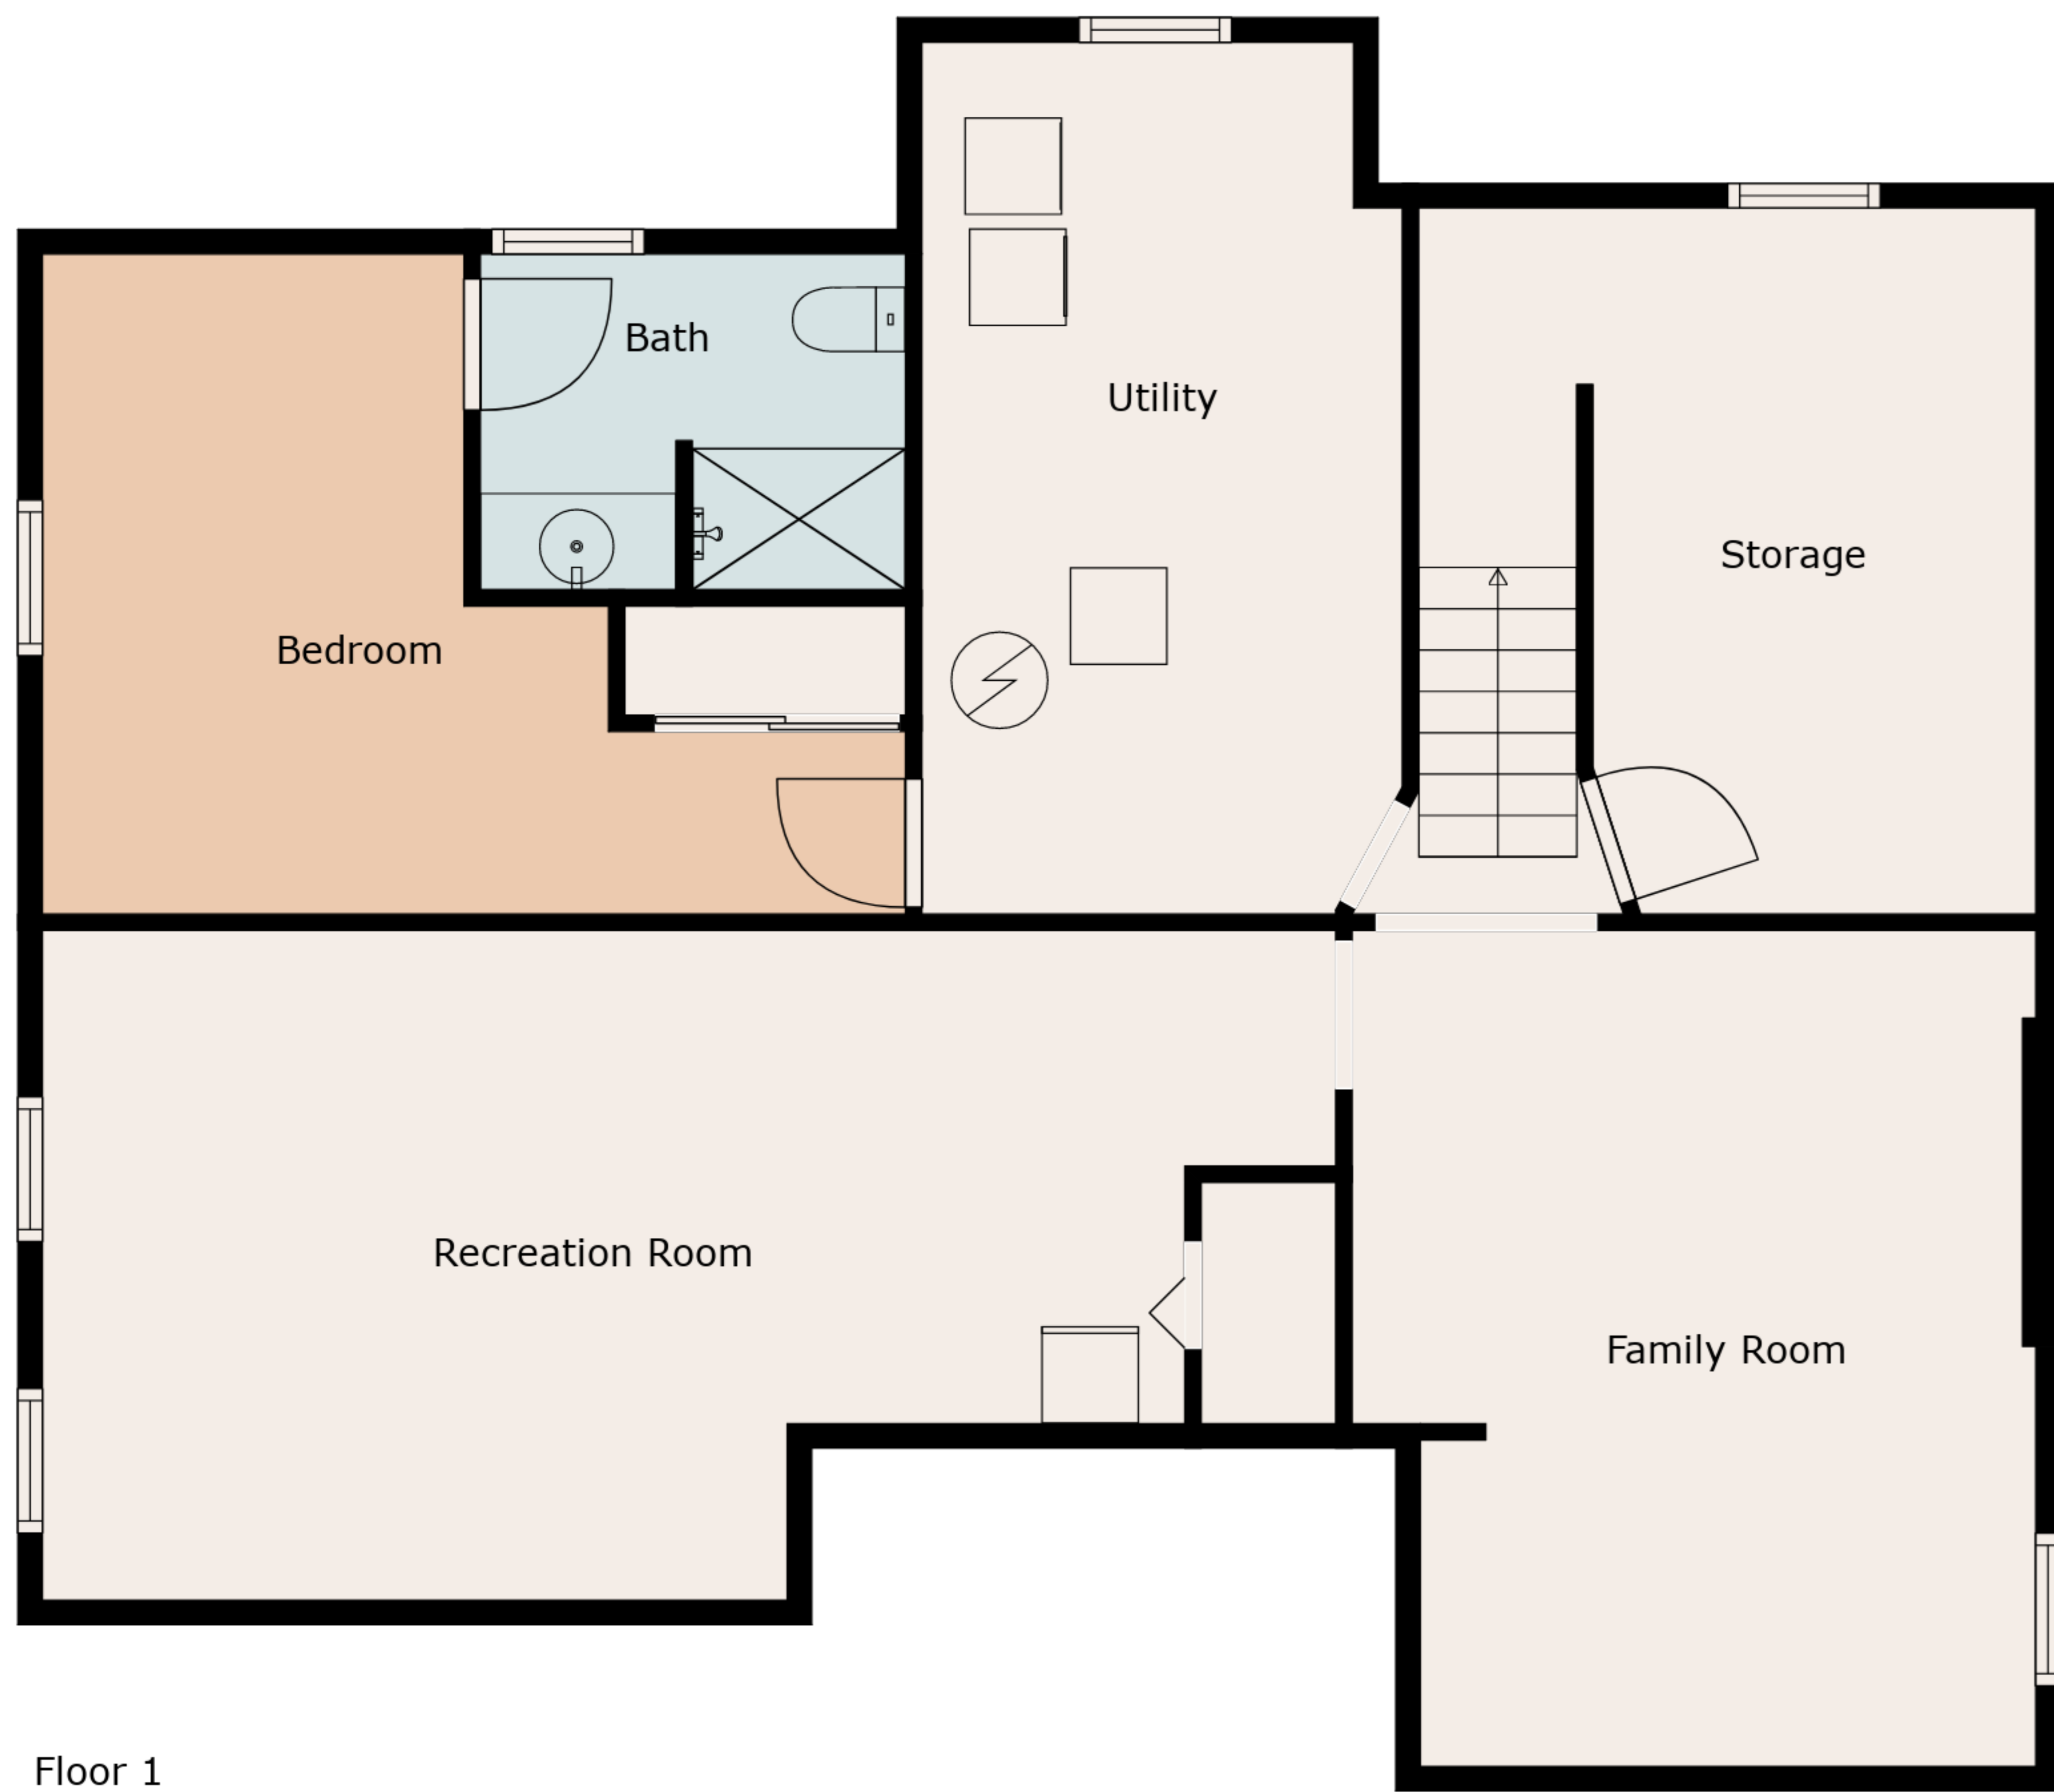 Bath
Utility
Storage
Bedroom
Recreation Room
Family Room
Floor 1